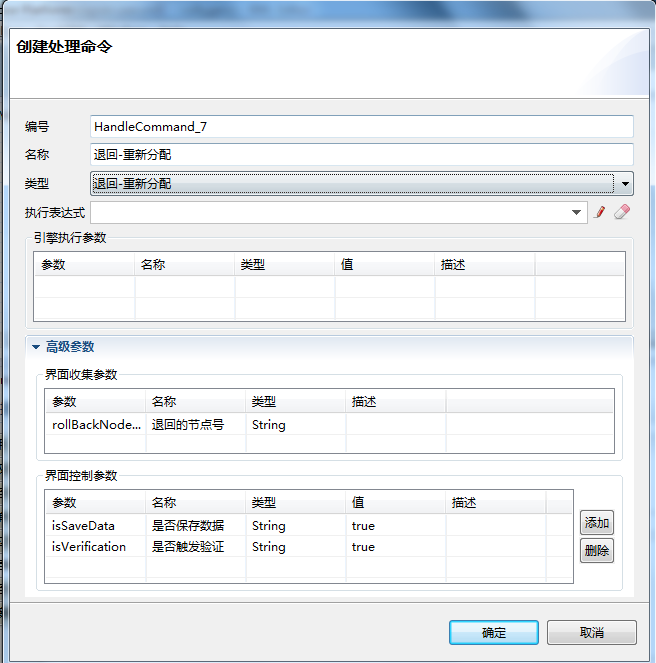 创建处理命令
编号 HandleCommand_7
名称 退回-重新分配
类型 退回-重新分配
执行表达式
引擎执行参数
参数 名称 类型 值 描述
高级参数
界面收集参数
参数 名称 类型 描述
rollBackNode... 退回的节点号 String
界面控制参数
参数 名称 类型 值 描述
isSaveData 是否保存数据 String true
添加
isVerification 是否触发验证 String true
删除
确定 取消